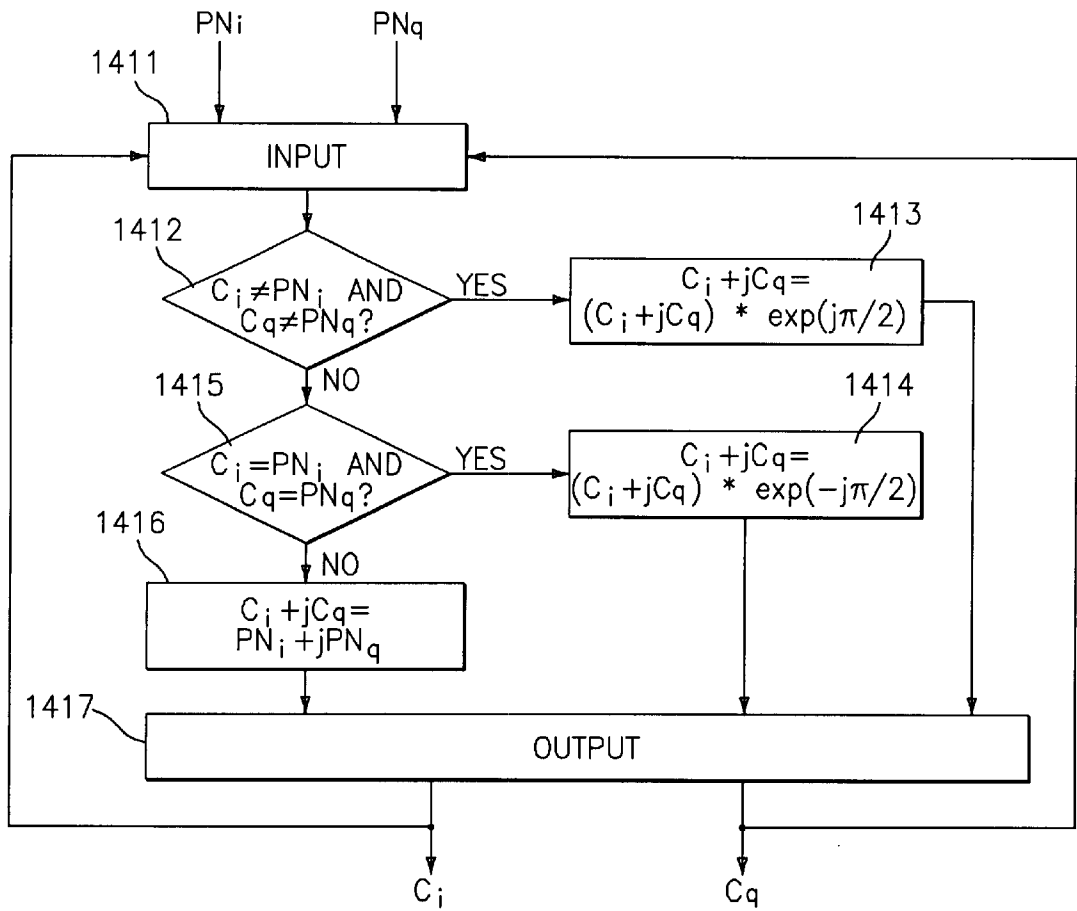 PNi PNq
1411
INPUT
1412
Ci≠PNi AND
Cq≠PNq?
YES
1413
Ci+jCq=
(Ci+jCq) * exp(jπ/2)
NO
1415
Ci=PNi AND
Cq=PNq?
YES
1414
Ci+jCq=
(Ci+jCq) * exp(-jπ/2)
NO
1416
Ci+jCq=
PNi+jPNq
1417
OUTPUT
Ci Cq